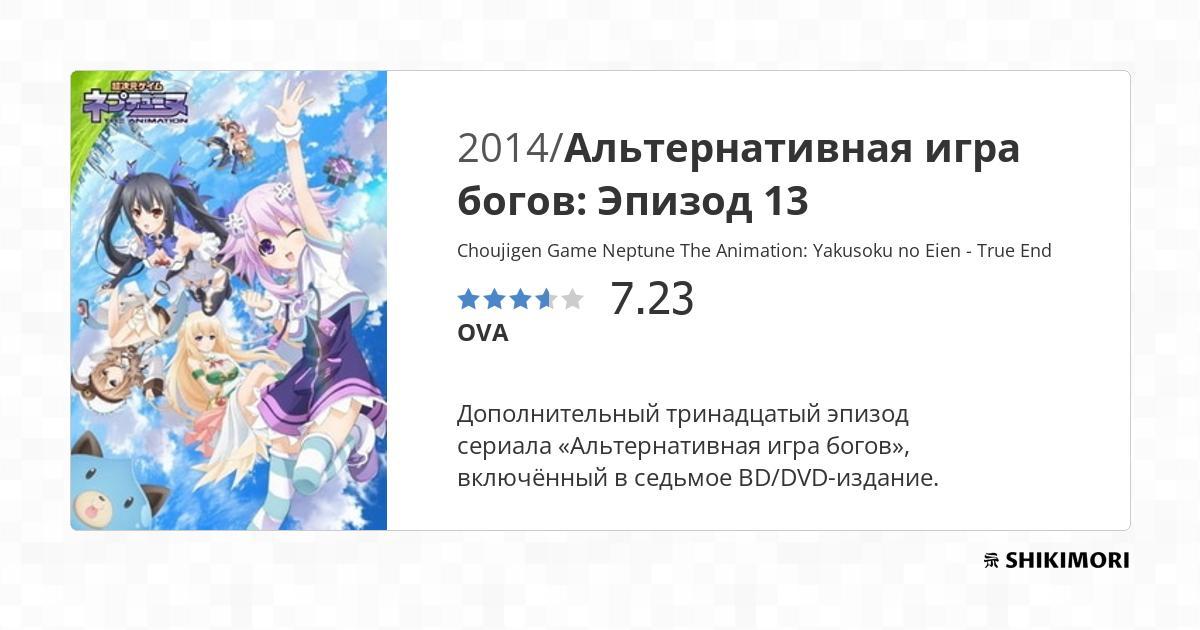 超次元ゲイム
ネプテューヌ
THE ANIMATION
2014/Альтернативная игра
богов: Эпизод 13
Choujigen Game Neptune The Animation: Yakusoku no Eien - True End
7.23
OVA
Дополнительный тринадцатый эпизод
сериала «Альтернативная игра богов»,
включённый в седьмое BD/DVD-издание.
SHIKIMORI